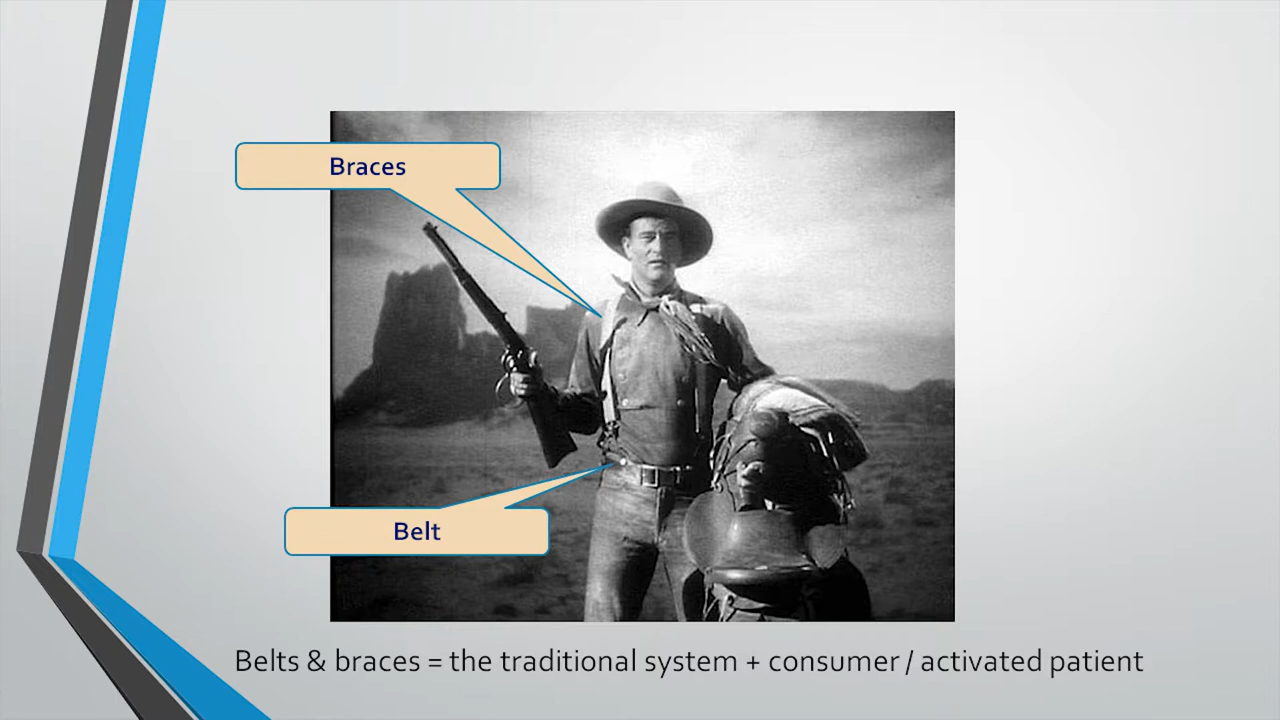 Braces
Belt
Belts & braces = the traditional system + consumer / activated patient